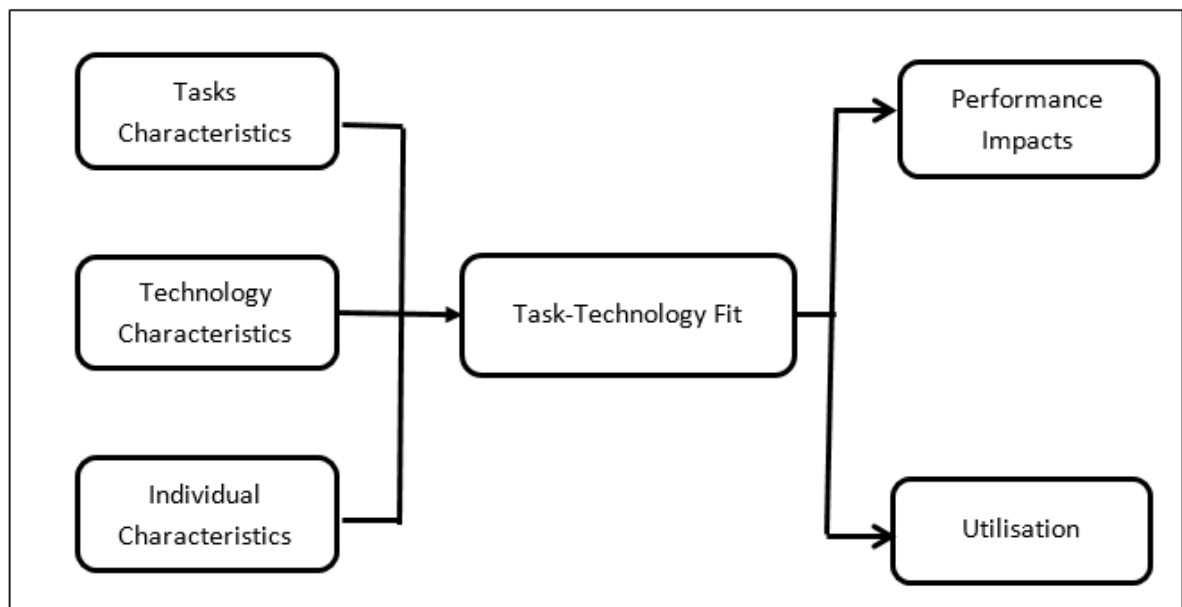 Tasks
Characteristics
Technology
Characteristics
Individual
Characteristics
Task-Technology Fit
Performance
Impacts
Utilisation